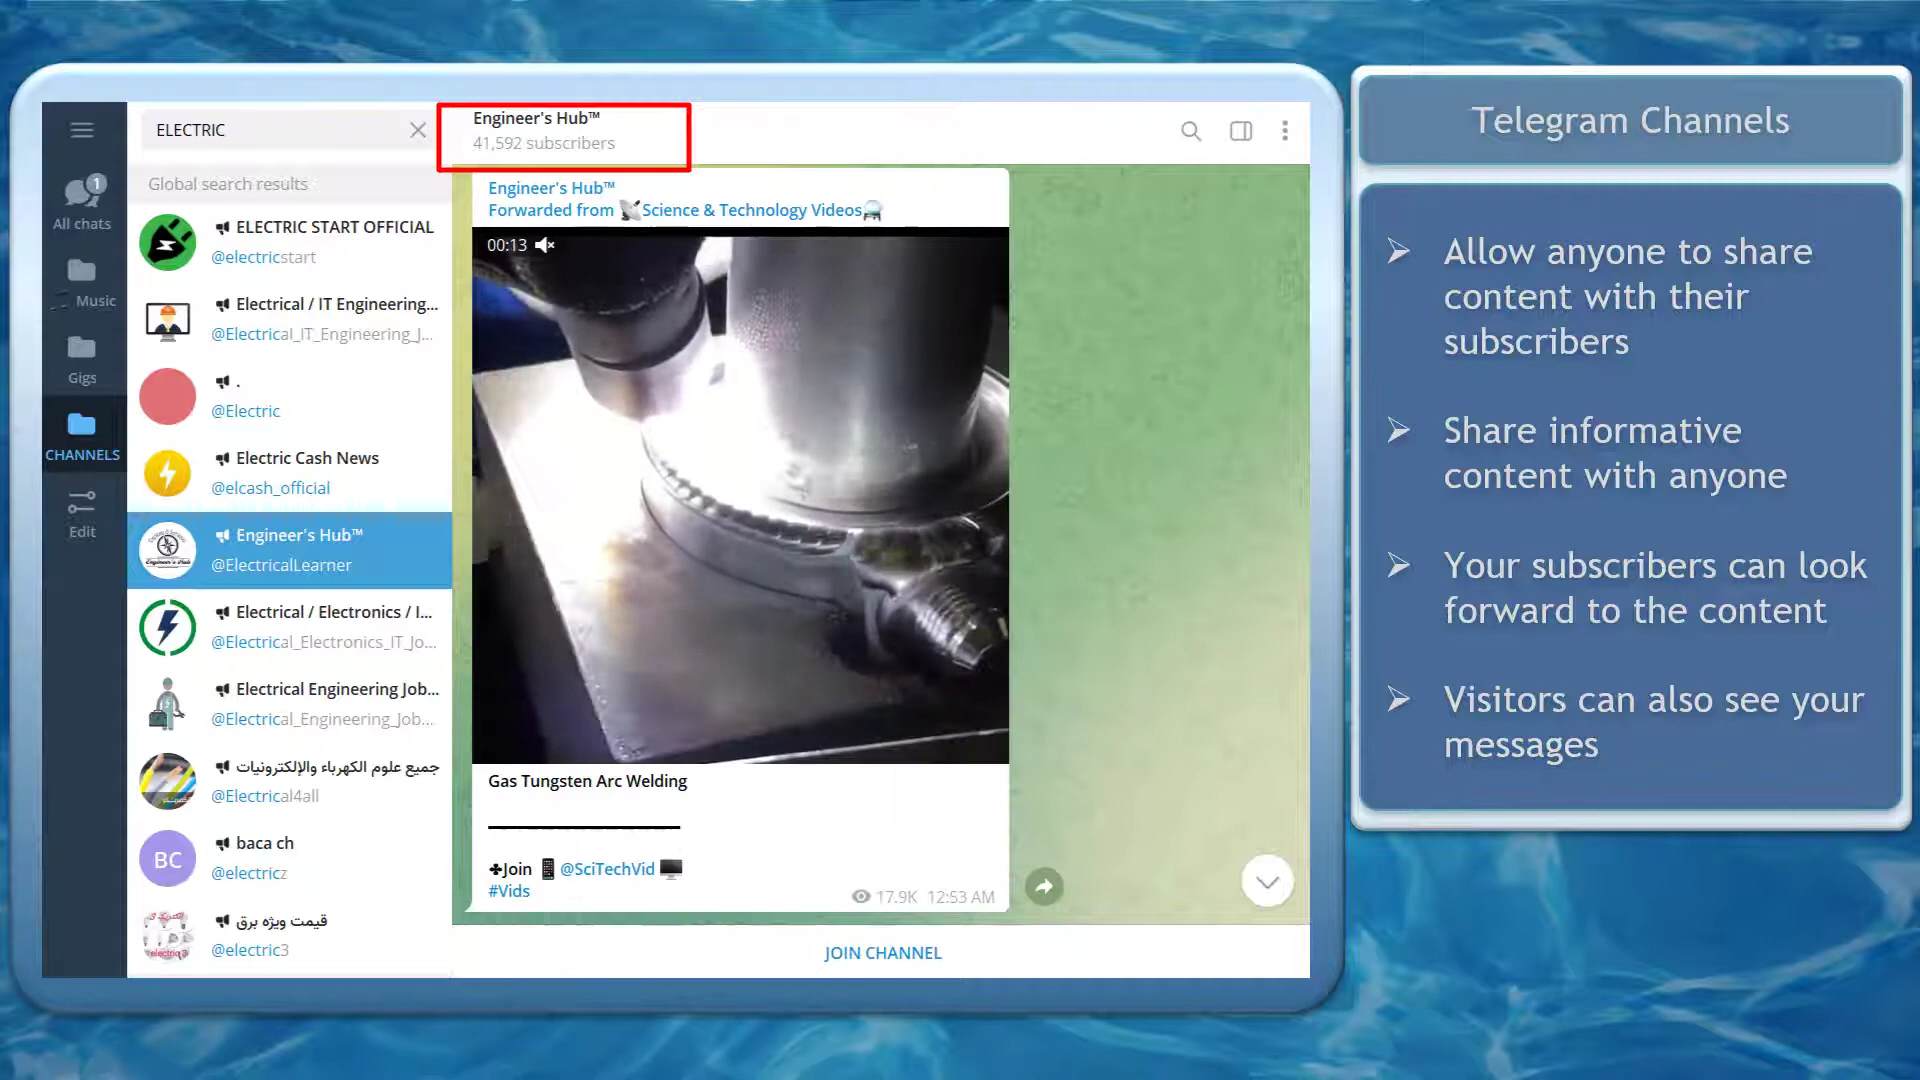 ELECTRIC
Global search results
1
All chats
Music
Gigs
CHANNELS
Edit
ELECTRIC START OFFICIAL
@electricstart
Electrical / IT Engineering...
@Electrical_IT_Engineering_J...
.
@Electric
Electric Cash News
@elcash_official
Engineer's Hub™
@ElectricalLearner
Electrical / Electronics / I...
@Electrical_Electronics_IT_Jo...
Electrical Engineering Job...
@Electrical_Engineering_Job...
جميع علوم الكهرباء والإلكترونيات
@Electrical4all
BC
baca ch
@electricz
قیمت ویژه برق
@electric3
Engineer's Hub™
41,592 subscribers
Engineer's Hub™
Forwarded from Science & Technology Videos
00:13
Gas Tungsten Arc Welding
Join @SciTechVid
#Vids
17.9K 12:53 AM
JOIN CHANNEL
Telegram Channels
Allow anyone to share
content with their
subscribers
Share informative
content with anyone
Your subscribers can look
forward to the content
Visitors can also see your
messages